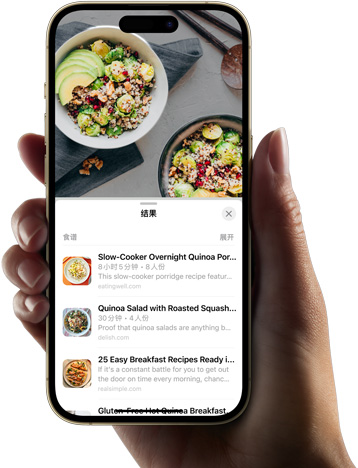 结果
食谱
展开
Slow-Cooker Overnight Quinoa Por...
8小时5分钟 • 8人份
This slow-cooker porridge recipe featur...
eatingwell.com
Quinoa Salad with Roasted Squash...
30分钟 • 4人份
Proof that quinoa salads are anything b...
delish.com
25 Easy Breakfast Recipes Ready i...
If it's a constant battle for you to get out
the door on time every morning, chanc...
realsimple.com
Gluten-Free Hot Quinoa Breakfast